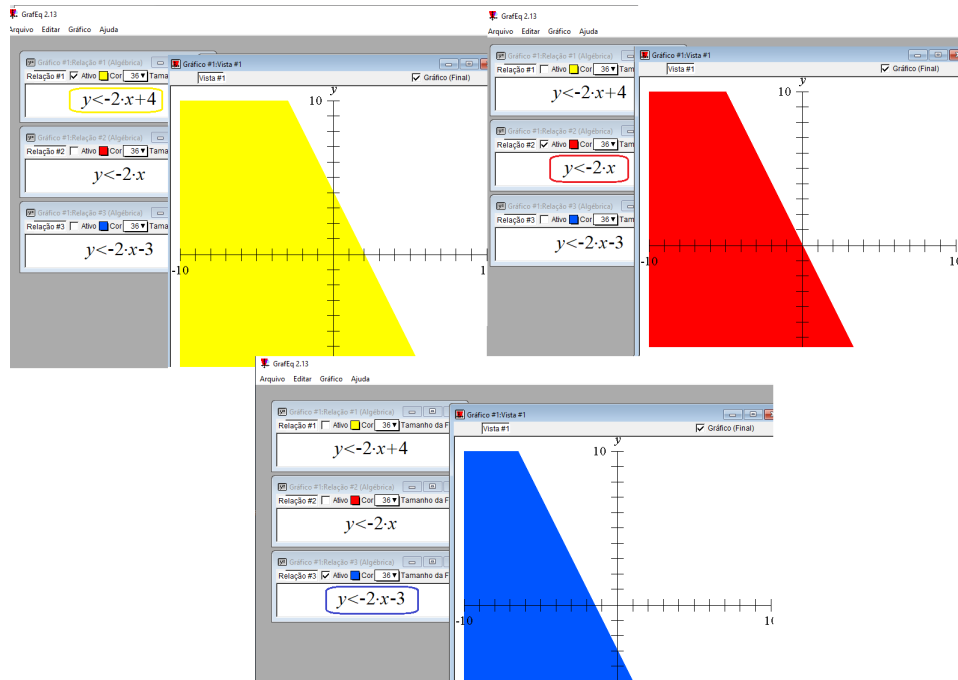 GrafEq 2.13
Arquivo Editar Gráfico Ajuda
Gráfico #1:Relação #1 (Algébrica)
Relação #1 Ativo Cor 36 Tama
y<-2·x+4
Gráfico #1:Relação #2 (Algébrica)
Relação #2 Ativo Cor 36 Tama
y<-2·x
Gráfico #1:Relação #3 (Algébrica)
Relação #3 Ativo Cor 36 Tama
y<-2·x-3
Gráfico #1:Vista #1
Vista #1 Gráfico (Final)
y
10
-10
1
GrafEq 2.13
Arquivo Editar Gráfico Ajuda
Gráfico #1:Relação #1 (Algébrica)
Relação #1 Ativo Cor 36 Tam
y<-2·x+4
Gráfico #1:Relação #2 (Algébrica)
Relação #2 Ativo Cor 36 Tam
y<-2·x
Gráfico #1:Relação #3 (Algébrica)
Relação #3 Ativo Cor 36 Tam
y<-2·x-3
Gráfico #1:Vista #1
Vista #1 Gráfico (Final)
y
10
-10
10
GrafEq 2.13
Arquivo Editar Gráfico Ajuda
Gráfico #1:Relação #1 (Algébrica)
Relação #1 Ativo Cor 36 Tamanho da F
y<-2·x+4
Gráfico #1:Relação #2 (Algébrica)
Relação #2 Ativo Cor 36 Tamanho da F
y<-2·x
Gráfico #1:Relação #3 (Algébrica)
Relação #3 Ativo Cor 36 Tamanho da F
y<-2·x-3
Gráfico #1:Vista #1
Vista #1 Gráfico (Final)
y
10
-10
10